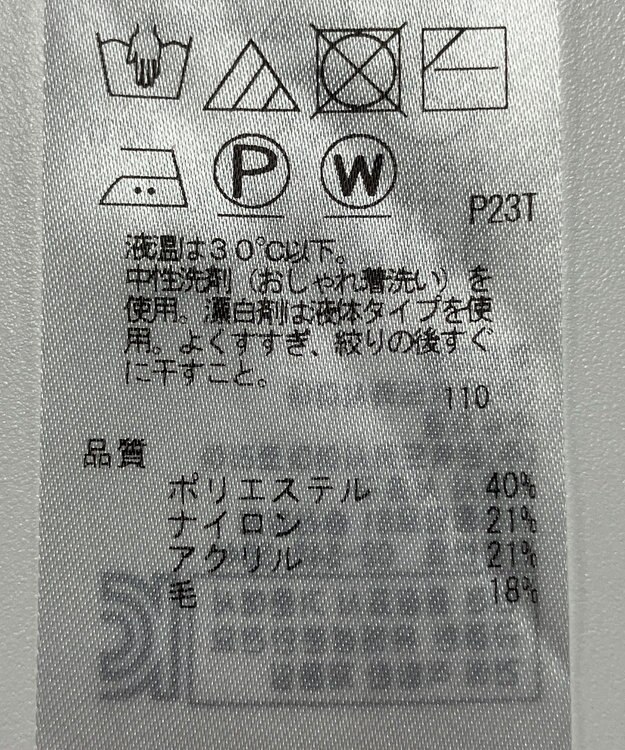 P W
P23T
液温は30℃以下。
中性洗剤（おしゃれ着洗い）を
使用。漂白剤は液体タイプを使
用。よくすすぎ、絞りの後すぐ
に干すこと。
110
品質
ポリエステル 40%
ナイロン 21%
アクリル 21%
毛 18%